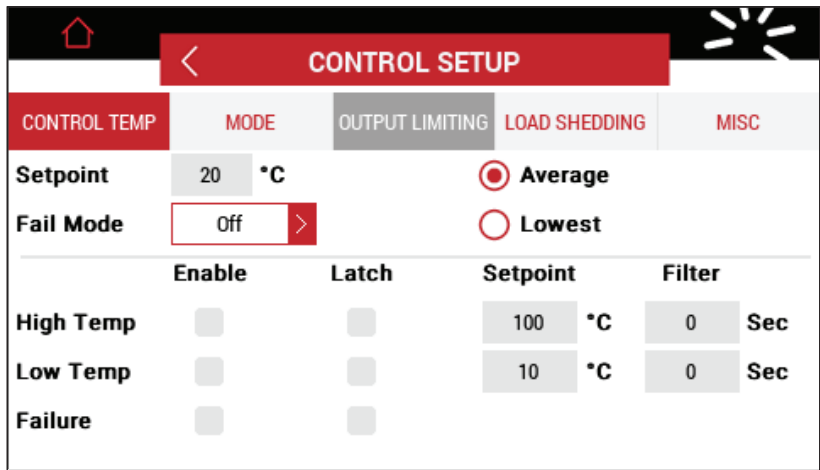 CONTROL SETUP
CONTROL TEMP MODE OUTPUT LIMITING LOAD SHEDDING MISC
Setpoint 20 °C Average
Fail Mode Off Lowest
Enable Latch Setpoint Filter
High Temp 100 °C 0 Sec
Low Temp 10 °C 0 Sec
Failure